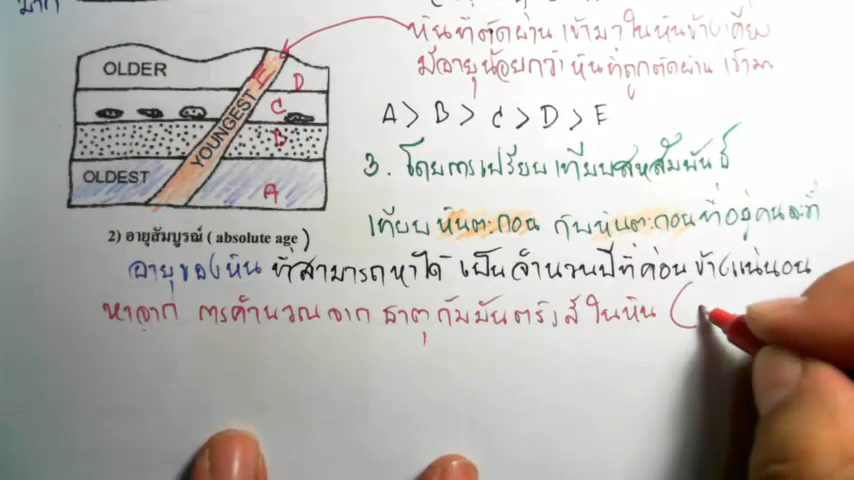 มาก
หินที่ตัดผ่าน เข้ามาในหินข้างเคียง
มีอายุน้อยกว่าหินที่ถูกตัดผ่าน เข้ามา
OLDER
D
E
C
YOUNGEST
B
OLDEST
A
A > B > C > D > E
3. โดยการเปรียบเทียบสหสัมพันธ์
เทียบหินตะกอน กับหินตะกอนที่อยู่คนละที่
2) อายุสัมบูรณ์ ( absolute age )
อายุของหิน ที่สามารถหาได้ เป็นจำนวนปีที่ค่อนข้างแน่นอน
หาจาก การคำนวณจาก ธาตุกัมมันตรังสีในหิน (